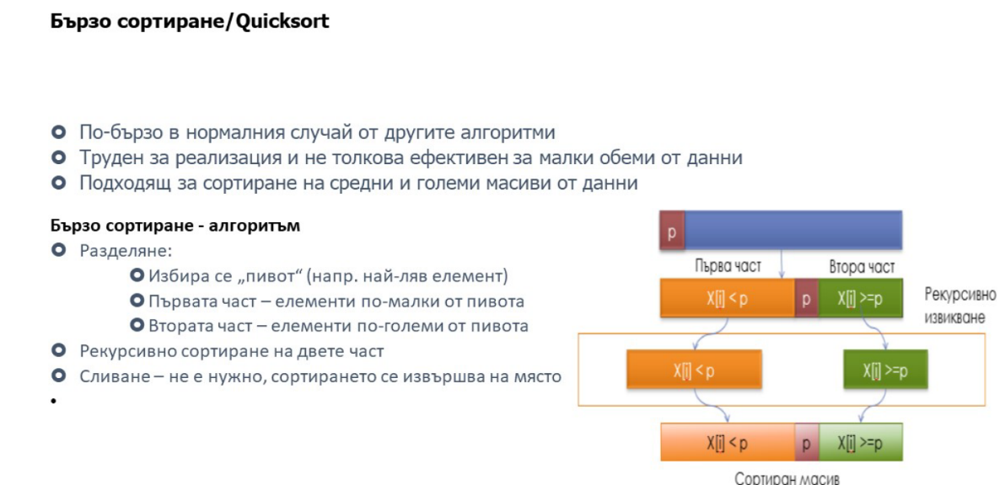 Бързо сортиране/Quicksort
По-бързо в нормалния случай от другите алгоритми
Труден за реализация и не толкова ефективен за малки обеми от данни
Подходящ за сортиране на средни и големи масиви от данни
Бързо сортиране - алгоритъм
Разделяне:
Избира се „пивот“ (напр. най-ляв елемент)
Първата част – елементи по-малки от пивота
Втората част – елементи по-големи от пивота
Рекурсивно сортиране на двете част
Сливане – не е нужно, сортирането се извършва на място
p
Първа част Втора част
X[i] < p p X[i] >=p
Рекурсивно
извикване
X[i] < p X[i] >=p
X[i] < p p X[i] >=p
Сортиран масив